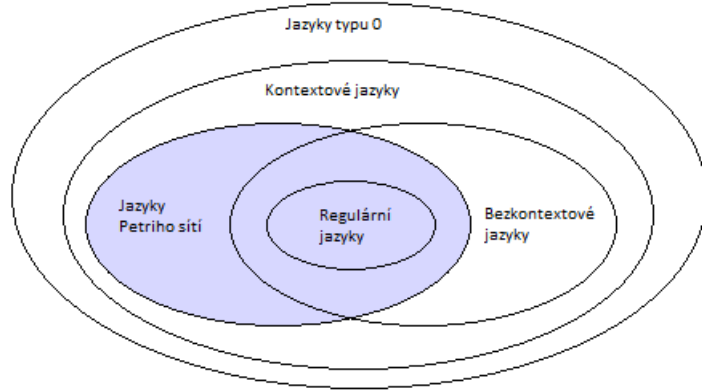 Jazyky typu 0
Kontextové jazyky
Jazyky
Petriho sítí
Regulární
jazyky
Bezkontextové
jazyky